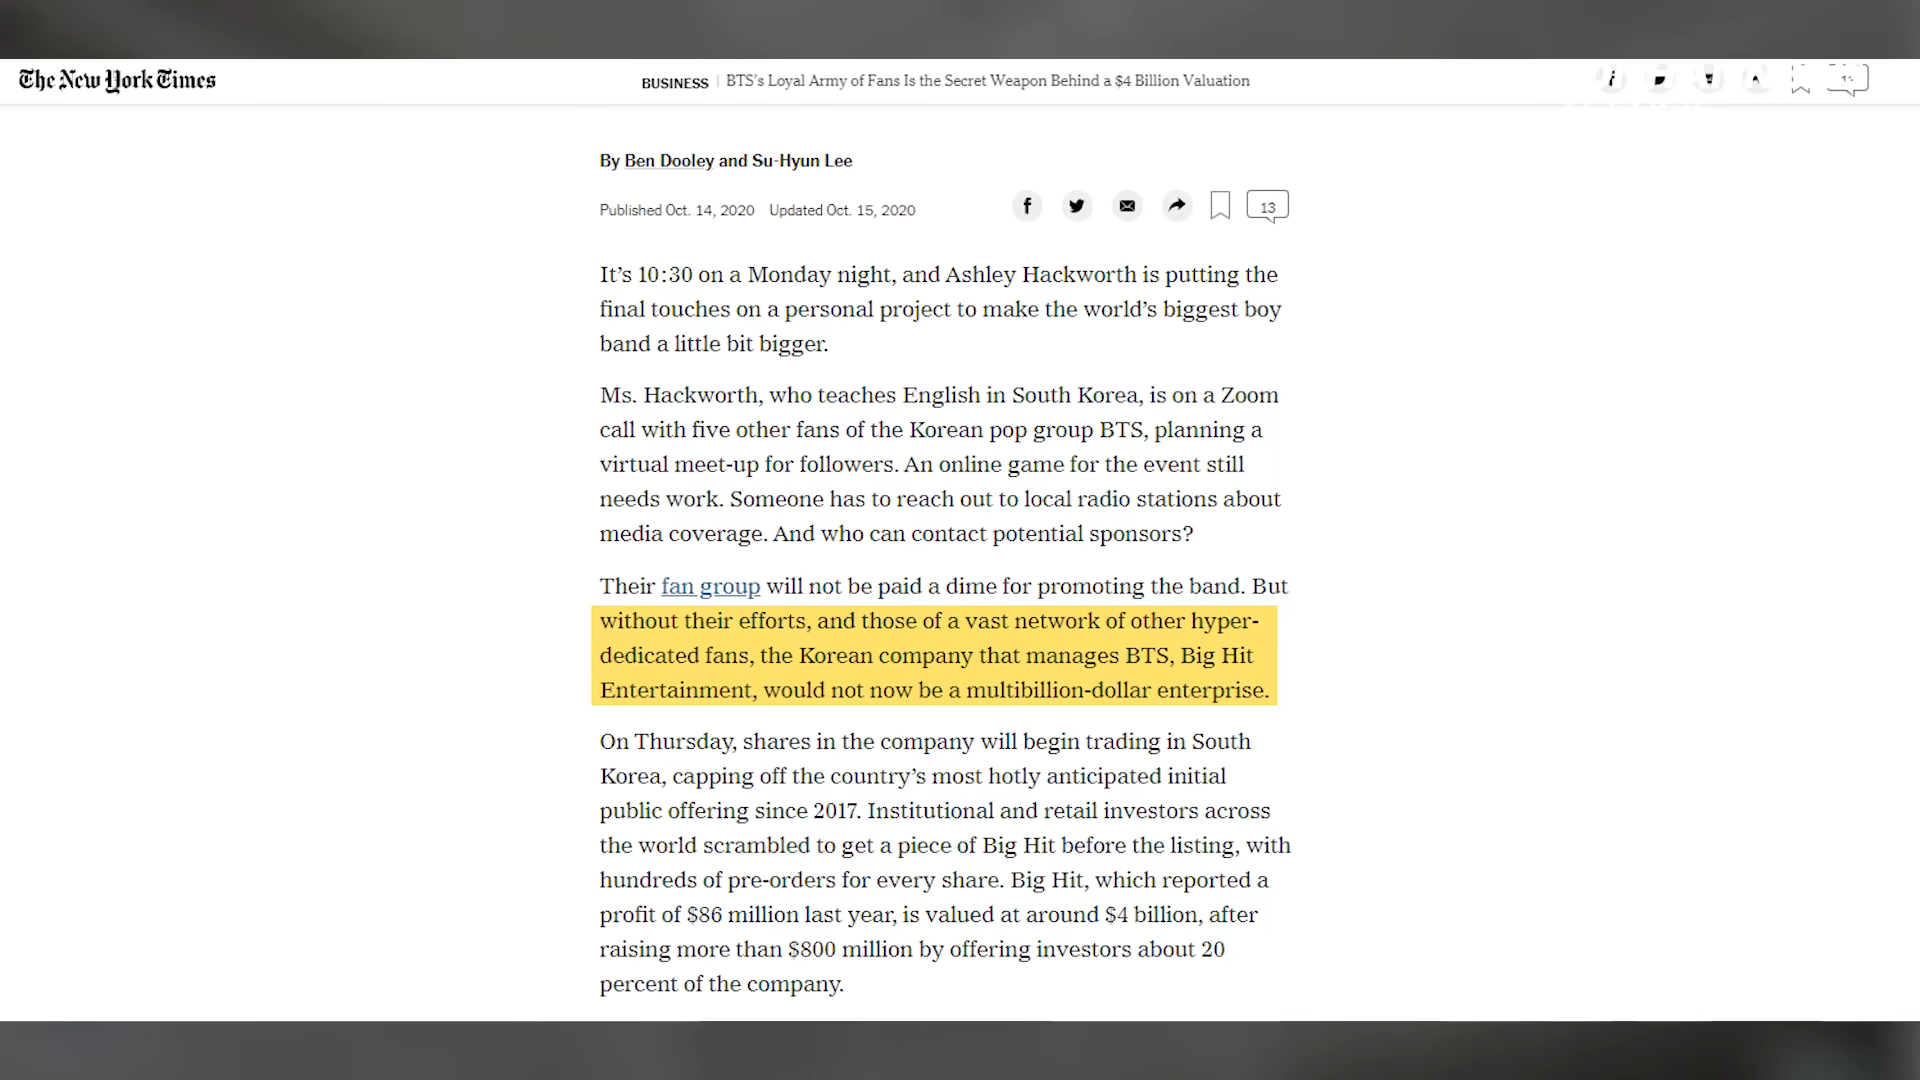 The New York Times
BUSINESS | BTS's Loyal Army of Fans Is the Secret Weapon Behind a $4 Billion Valuation
By Ben Dooley and Su-Hyun Lee
Published Oct. 14, 2020 Updated Oct. 15, 2020
13
It's 10:30 on a Monday night, and Ashley Hackworth is putting the
final touches on a personal project to make the world's biggest boy
band a little bit bigger.
Ms. Hackworth, who teaches English in South Korea, is on a Zoom
call with five other fans of the Korean pop group BTS, planning a
virtual meet-up for followers. An online game for the event still
needs work. Someone has to reach out to local radio stations about
media coverage. And who can contact potential sponsors?
Their fan group will not be paid a dime for promoting the band. But
without their efforts, and those of a vast network of other hyper-
dedicated fans, the Korean company that manages BTS, Big Hit
Entertainment, would not now be a multibillion-dollar enterprise.
On Thursday, shares in the company will begin trading in South
Korea, capping off the country's most hotly anticipated initial
public offering since 2017. Institutional and retail investors across
the world scrambled to get a piece of Big Hit before the listing, with
hundreds of pre-orders for every share. Big Hit, which reported a
profit of $86 million last year, is valued at around $4 billion, after
raising more than $800 million by offering investors about 20
percent of the company.